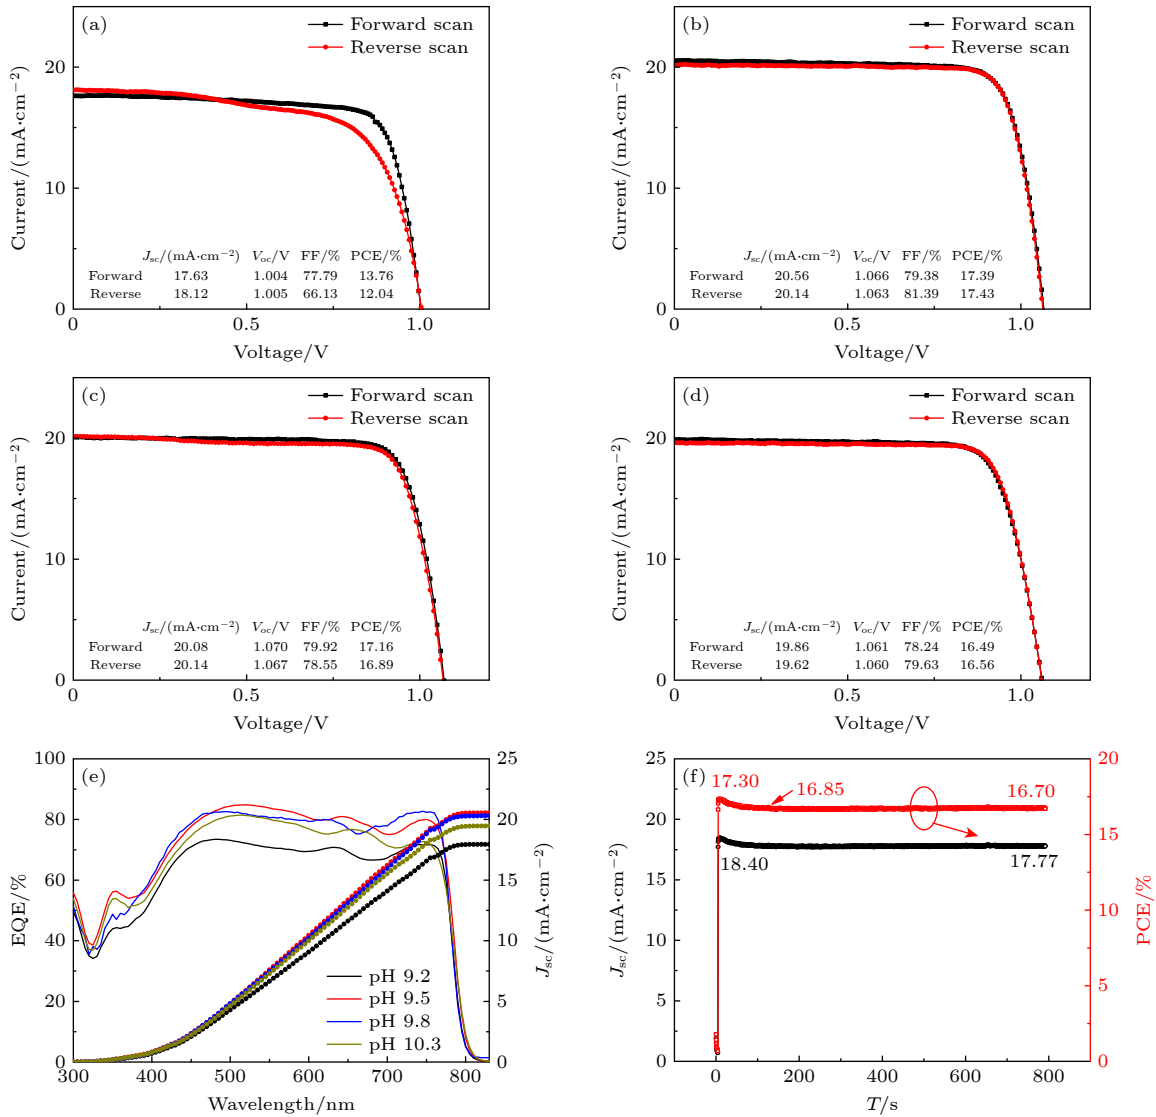 (a)
Forward scan
Reverse scan
Current/(mA·cm−2)
20
10
0
Jsc/(mA·cm−2) Voc/V FF/% PCE/%
Forward 17.63 1.004 77.79 13.76
Reverse 18.12 1.005 66.13 12.04
0 0.5 1.0
Voltage/V
(b)
Forward scan
Reverse scan
Current/(mA·cm−2)
20
10
0
Jsc/(mA·cm−2) Voc/V FF/% PCE/%
Forward 20.56 1.066 79.38 17.39
Reverse 20.14 1.063 81.39 17.43
0 0.5 1.0
Voltage/V
(c)
Forward scan
Reverse scan
Current/(mA·cm−2)
20
10
0
Jsc/(mA·cm−2) Voc/V FF/% PCE/%
Forward 20.08 1.070 79.92 17.16
Reverse 20.14 1.067 78.55 16.89
0 0.5 1.0
Voltage/V
(d)
Forward scan
Reverse scan
Current/(mA·cm−2)
20
10
0
Jsc/(mA·cm−2) Voc/V FF/% PCE/%
Forward 19.86 1.061 78.24 16.49
Reverse 19.62 1.060 79.63 16.56
0 0.5 1.0
Voltage/V
(e)
EQE/%
100
80
60
40
20
0
25
20
15
10
5
0
Jsc/(mA·cm−2)
pH 9.2
pH 9.5
pH 9.8
pH 10.3
300 400 500 600 700 800
Wavelength/nm
(f)
Jsc/(mA·cm−2)
25
20
15
10
5
0
17.30
16.85
16.70
18.40
17.77
20
15
10
5
0
PCE/%
0 200 400 600 800
T/s